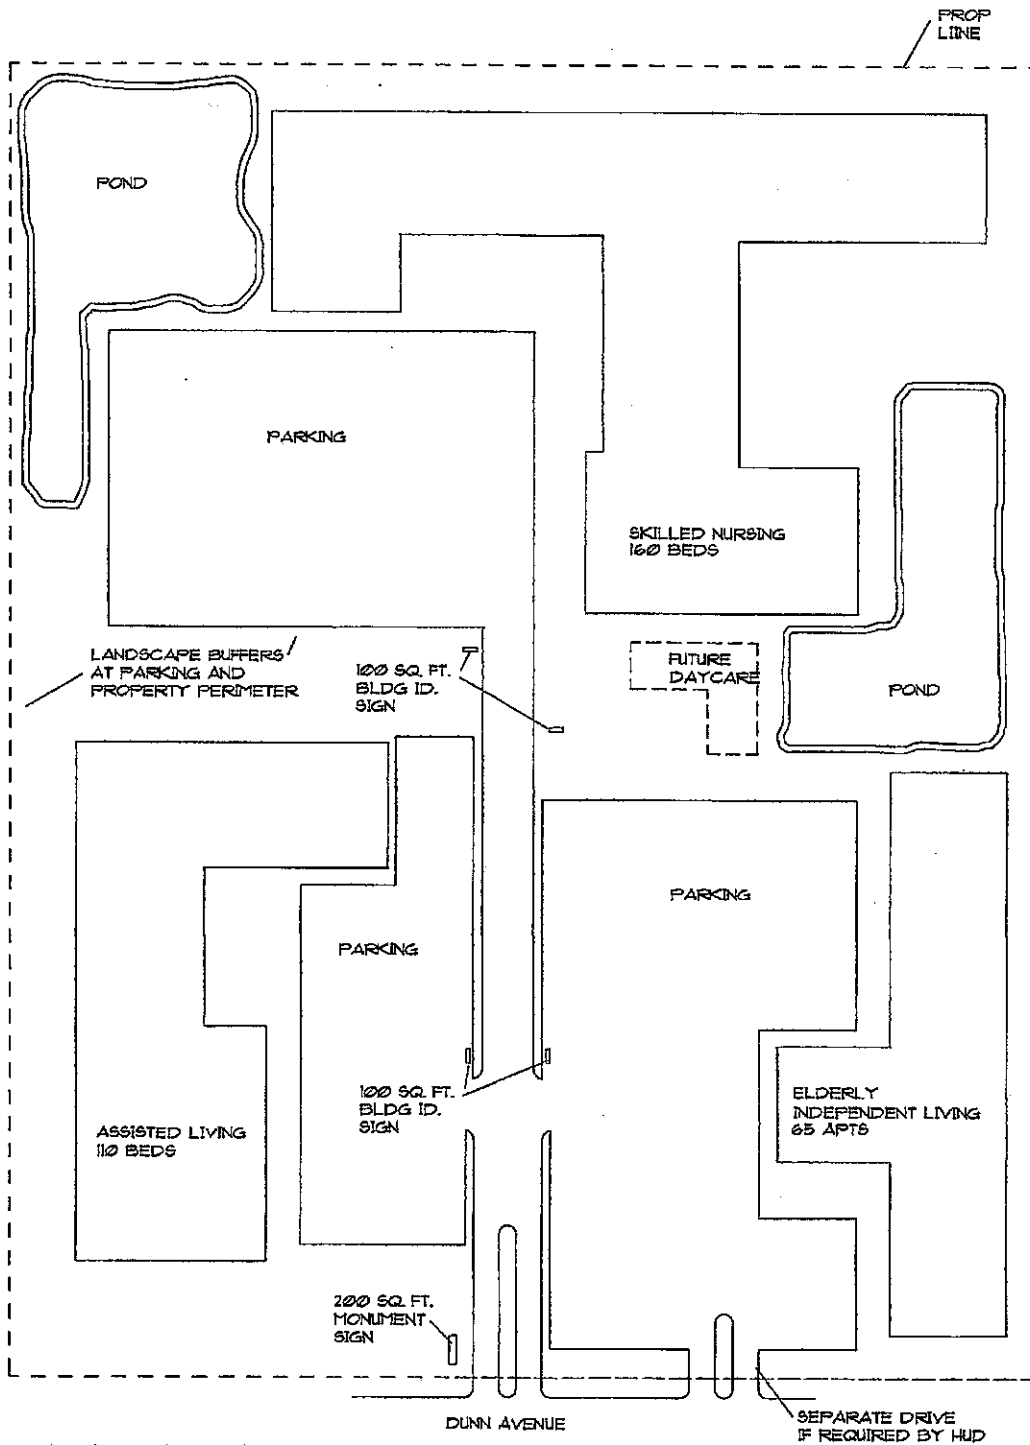 PROP
LIINE
POND
PARKING
SKILLED NURSING
160 BEDS
LANDSCAPE BUFFERS
AT PARKING AND
PROPERTY PERIMETER
100 SQ. FT.
BLDG ID.
SIGN
FUTURE
DAYCARE
POND
PARKING
PARKING
100 SQ. FT.
BLDG ID.
SIGN
ASSISTED LIVING
110 BEDS
ELDERLY
INDEPENDENT LIVING
65 APTS
200 SQ. FT.
MONUMENT
SIGN
DUNN AVENUE
SEPARATE DRIVE
IF REQUIRED BY HUD